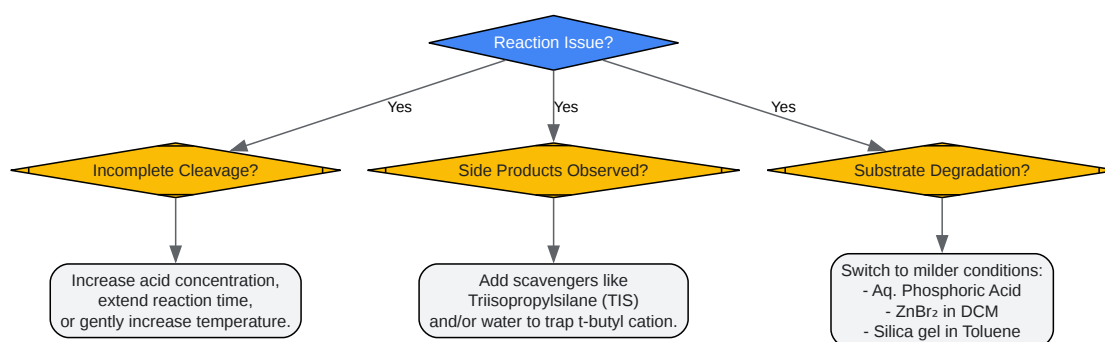 Reaction Issue?
Yes
Yes
Yes
Incomplete Cleavage?
Side Products Observed?
Substrate Degradation?
Increase acid concentration,
extend reaction time,
or gently increase temperature.
Add scavengers like
Triisopropylsilane (TIS)
and/or water to trap t-butyl cation.
Switch to milder conditions:
- Aq. Phosphoric Acid
- ZnBr₂ in DCM
- Silica gel in Toluene